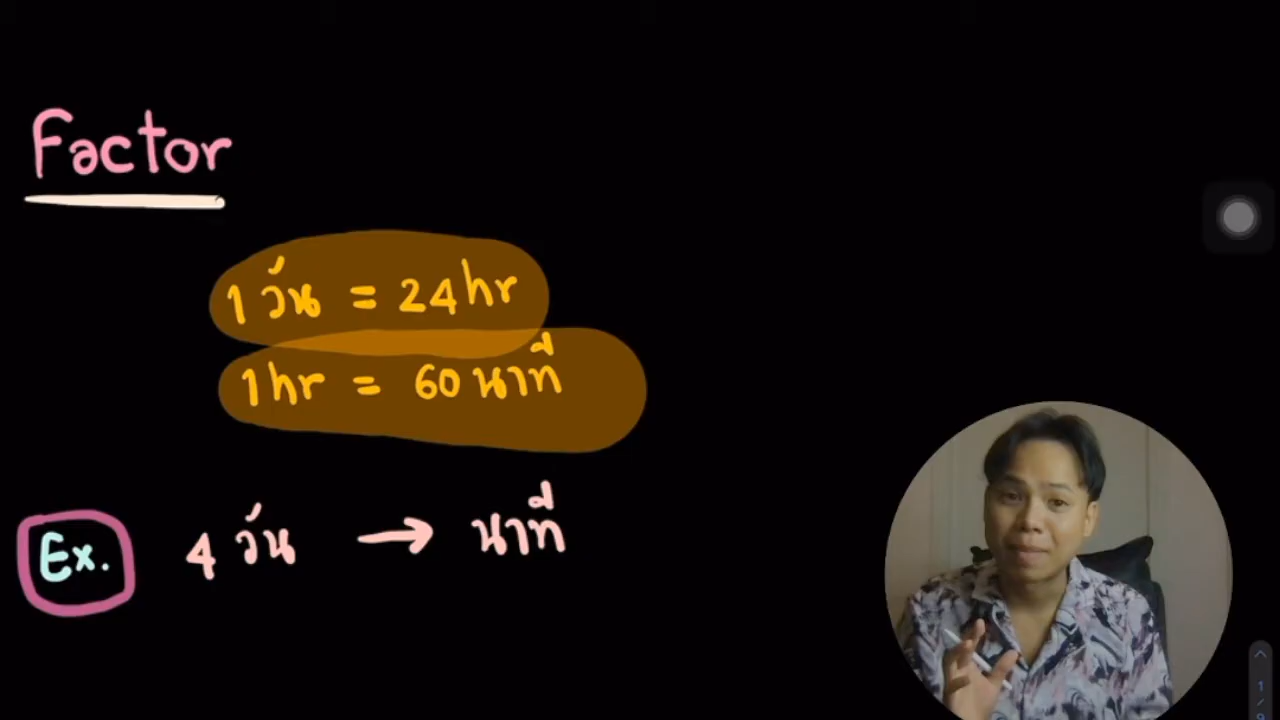 Factor
1 วัน = 24 hr
1 hr = 60 นาที
Ex. 4 วัน → นาที
1